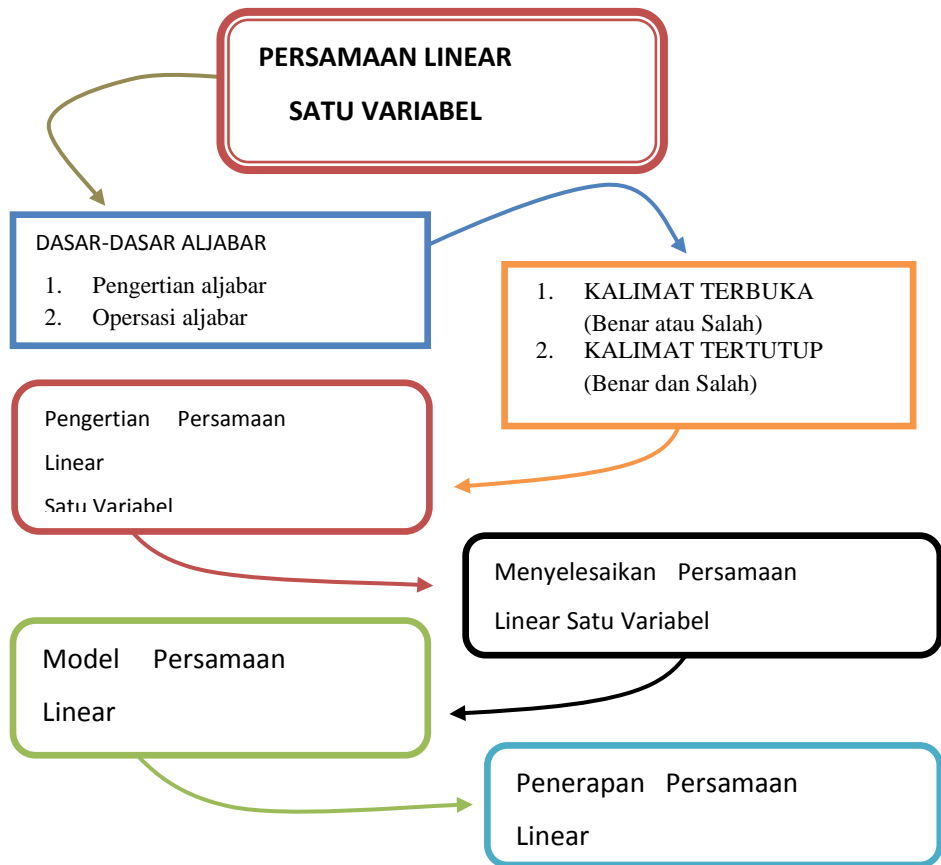 PERSAMAAN LINEAR
SATU VARIABEL
DASAR-DASAR ALJABAR
1. Pengertian aljabar
2. Opersasi aljabar
1. KALIMAT TERBUKA
(Benar atau Salah)
2. KALIMAT TERTUTUP
(Benar dan Salah)
Pengertian Persamaan
Linear
Satu Variabel
Menyelesaikan Persamaan
Linear Satu Variabel
Model Persamaan
Linear
Penerapan Persamaan
Linear